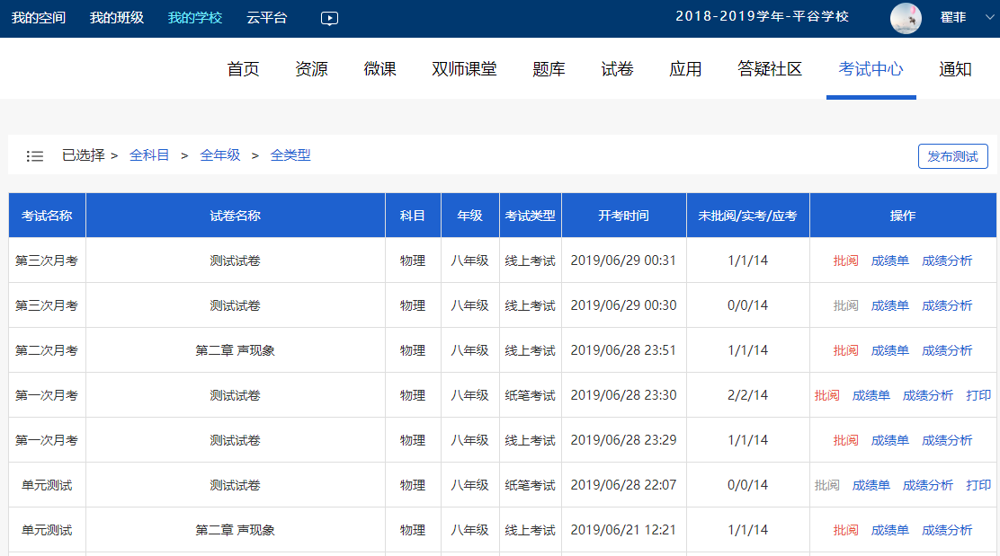 我的空间 我的班级 我的学校 云平台 2018-2019学年-平谷学校 翟菲
首页 资源 微课 双师课堂 题库 试卷 应用 答疑社区 考试中心 通知
已选择 > 全科目 > 全年级 > 全类型 发布测试
考试名称 试卷名称 科目 年级 考试类型 开考时间 未批阅/实考/应考 操作
第三次月考 测试试卷 物理 八年级 线上考试 2019/06/29 00:31 1/1/14 批阅 成绩单 成绩分析
第三次月考 测试试卷 物理 八年级 线上考试 2019/06/29 00:30 0/0/14 批阅 成绩单 成绩分析
第二次月考 第二章 声现象 物理 八年级 线上考试 2019/06/28 23:51 1/1/14 批阅 成绩单 成绩分析
第一次月考 测试试卷 物理 八年级 纸笔考试 2019/06/28 23:30 2/2/14 批阅 成绩单 成绩分析 打印
第一次月考 测试试卷 物理 八年级 线上考试 2019/06/28 23:29 1/1/14 批阅 成绩单 成绩分析
单元测试 测试试卷 物理 八年级 纸笔考试 2019/06/28 22:07 0/0/14 批阅 成绩单 成绩分析 打印
单元测试 第二章 声现象 物理 八年级 线上考试 2019/06/21 12:21 1/1/14 批阅 成绩单 成绩分析